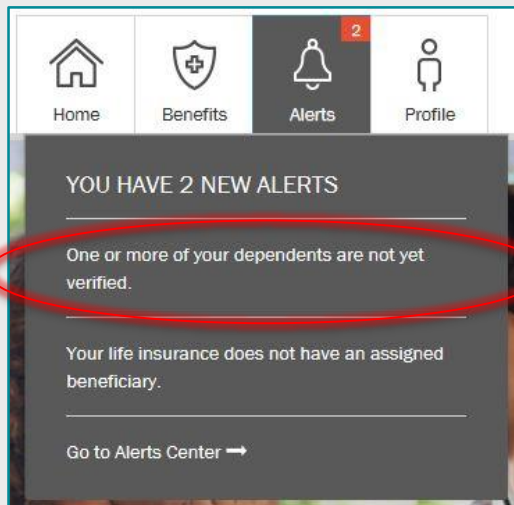 2
Home Benefits Alerts Profile
YOU HAVE 2 NEW ALERTS
One or more of your dependents are not yet
verified.
Your life insurance does not have an assigned
beneficiary.
Go to Alerts Center ➞